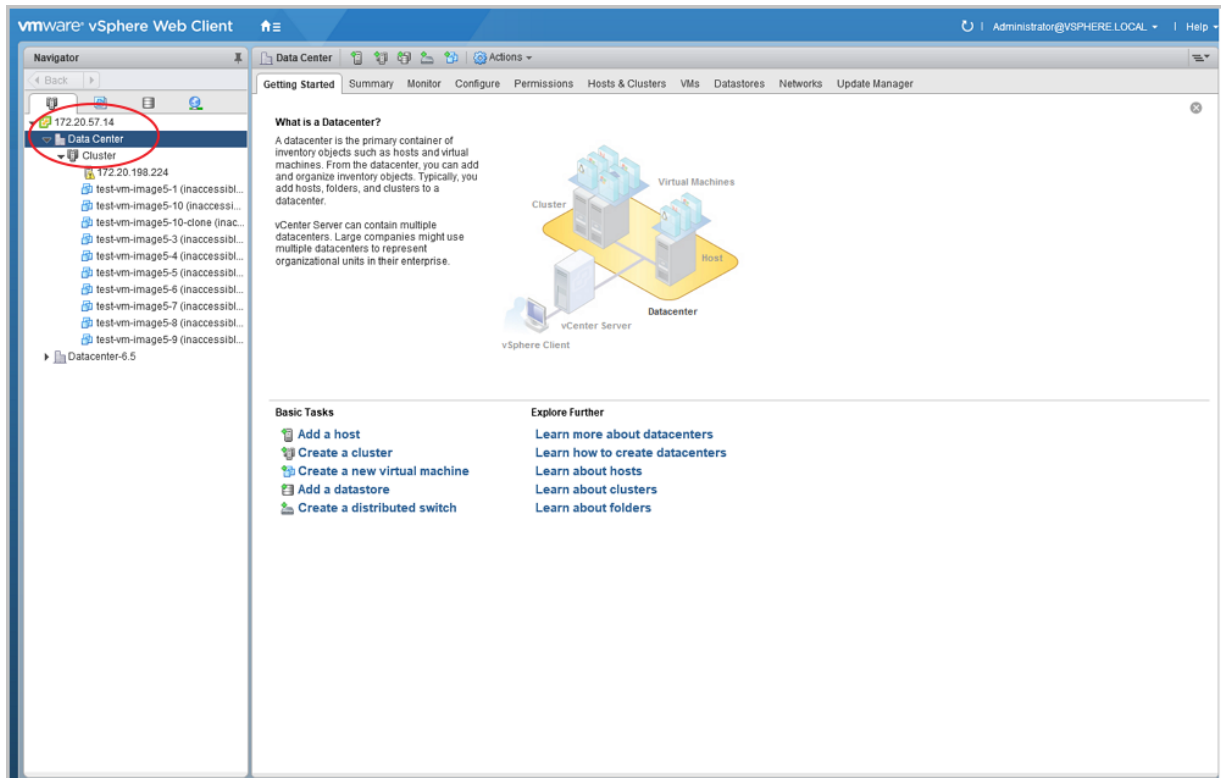 vmware® vSphere Web Client
Administrator@VSPHERE.LOCAL
Help
Navigator
Back
172.20.57.14
Data Center
Cluster
172.20.198.224
test-vm-image5-1 (inaccessibl...
test-vm-image5-10 (inaccessi...
test-vm-image5-10-clone (inac...
test-vm-image5-3 (inaccessibl...
test-vm-image5-4 (inaccessibl...
test-vm-image5-5 (inaccessibl...
test-vm-image5-6 (inaccessibl...
test-vm-image5-7 (inaccessibl...
test-vm-image5-8 (inaccessibl...
test-vm-image5-9 (inaccessibl...
Datacenter-6.5
Data Center Actions
Getting Started Summary Monitor Configure Permissions Hosts & Clusters VMs Datastores Networks Update Manager
What is a Datacenter?
A datacenter is the primary container of
inventory objects such as hosts and virtual
machines. From the datacenter, you can add
and organize inventory objects. Typically, you
add hosts, folders, and clusters to a
datacenter.
vCenter Server can contain multiple
datacenters. Large companies might use
multiple datacenters to represent
organizational units in their enterprise.
Virtual Machines
Cluster
Host
Datacenter
vCenter Server
vSphere Client
Basic Tasks
Add a host
Create a cluster
Create a new virtual machine
Add a datastore
Create a distributed switch
Explore Further
Learn more about datacenters
Learn how to create datacenters
Learn about hosts
Learn about clusters
Learn about folders